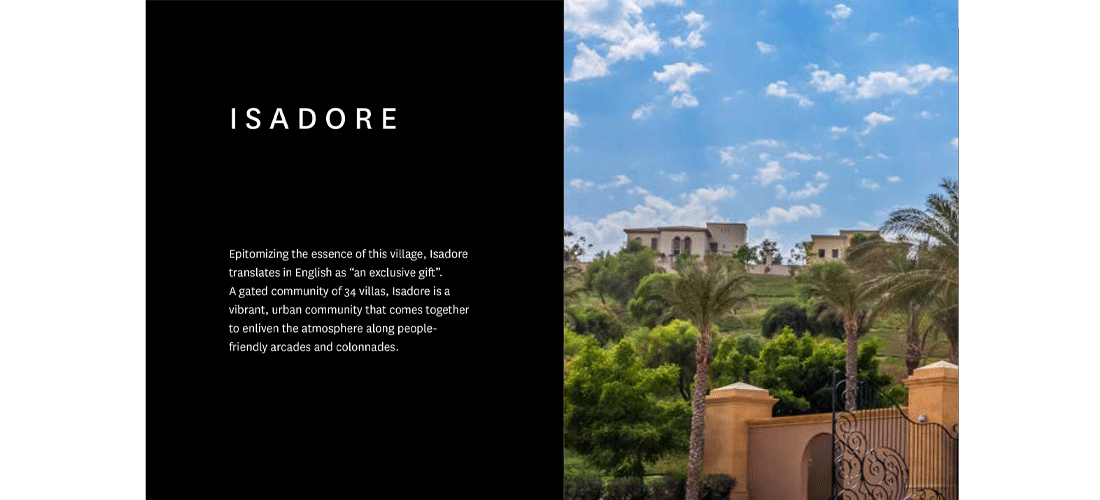 ISADORE
Epitomizing the essence of this village, Isadore
translates in English as “an exclusive gift”.
A gated community of 34 villas, Isadore is a
vibrant, urban community that comes together
to enliven the atmosphere along people-
friendly arcades and colonnades.